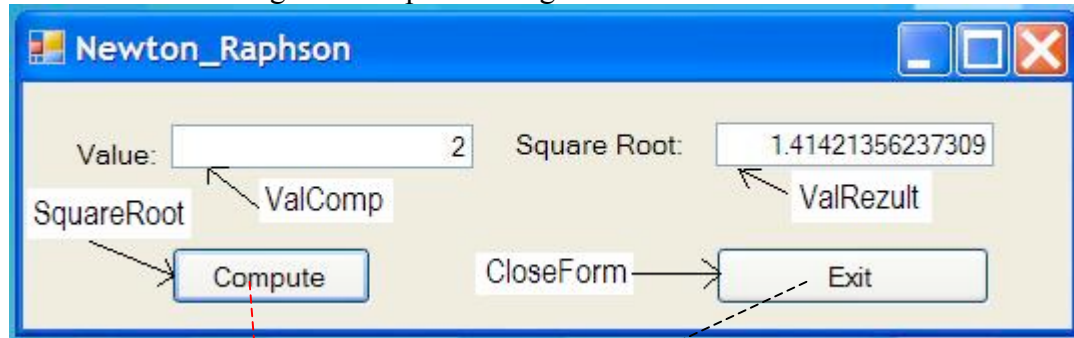 Newton_Raphson
Value: 2 Square Root: 1.41421356237309
SquareRoot ValComp ValRezult
Compute CloseForm Exit